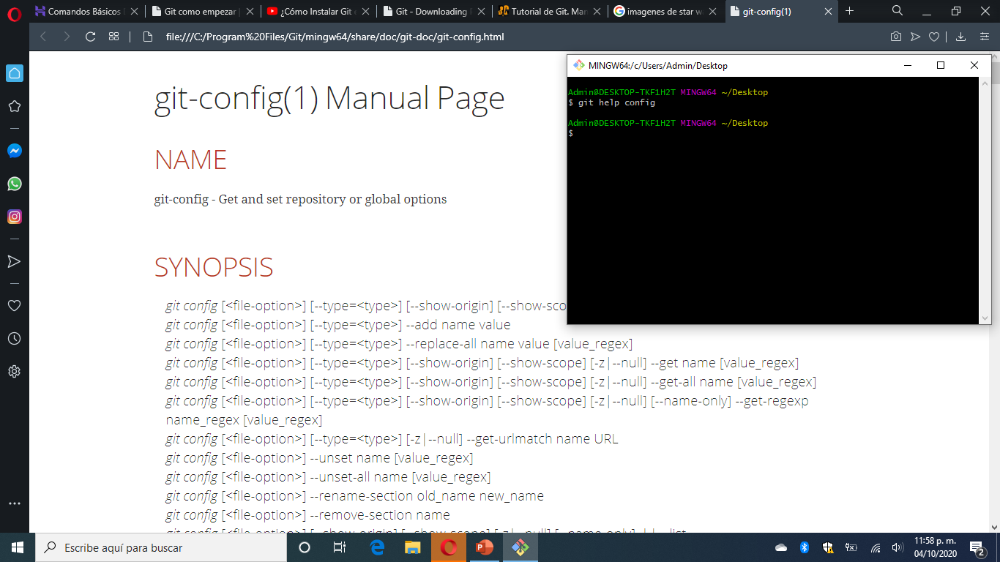 Comandos Básicos
Git como empezar
¿Cómo Instalar Git
Git - Downloading
Tutorial de Git. Man
imagenes de star w
git-config(1)
file:///C:/Program%20Files/Git/mingw64/share/doc/git-doc/git-config.html
git-config(1) Manual Page
NAME
git-config - Get and set repository or global options
SYNOPSIS
git config [<file-option>] [--type=<type>] [--show-origin] [--show-sco
git config [<file-option>] [--type=<type>] --add name value
git config [<file-option>] [--type=<type>] --replace-all name value [value_regex]
git config [<file-option>] [--type=<type>] [--show-origin] [--show-scope] [-z|--null] --get name [value_regex]
git config [<file-option>] [--type=<type>] [--show-origin] [--show-scope] [-z|--null] --get-all name [value_regex]
git config [<file-option>] [--type=<type>] [--show-origin] [--show-scope] [-z|--null] [--name-only] --get-regexp
name_regex [value_regex]
git config [<file-option>] [--type=<type>] [-z|--null] --get-urlmatch name URL
git config [<file-option>] --unset name [value_regex]
git config [<file-option>] --unset-all name [value_regex]
git config [<file-option>] --rename-section old_name new_name
git config [<file-option>] --remove-section name
MINGW64:/c/Users/Admin/Desktop
Admin@DESKTOP-TKF1H2T MINGW64 ~/Desktop
$ git help config
Admin@DESKTOP-TKF1H2T MINGW64 ~/Desktop
$
Escribe aquí para buscar
11:58 p. m.
04/10/2020
2